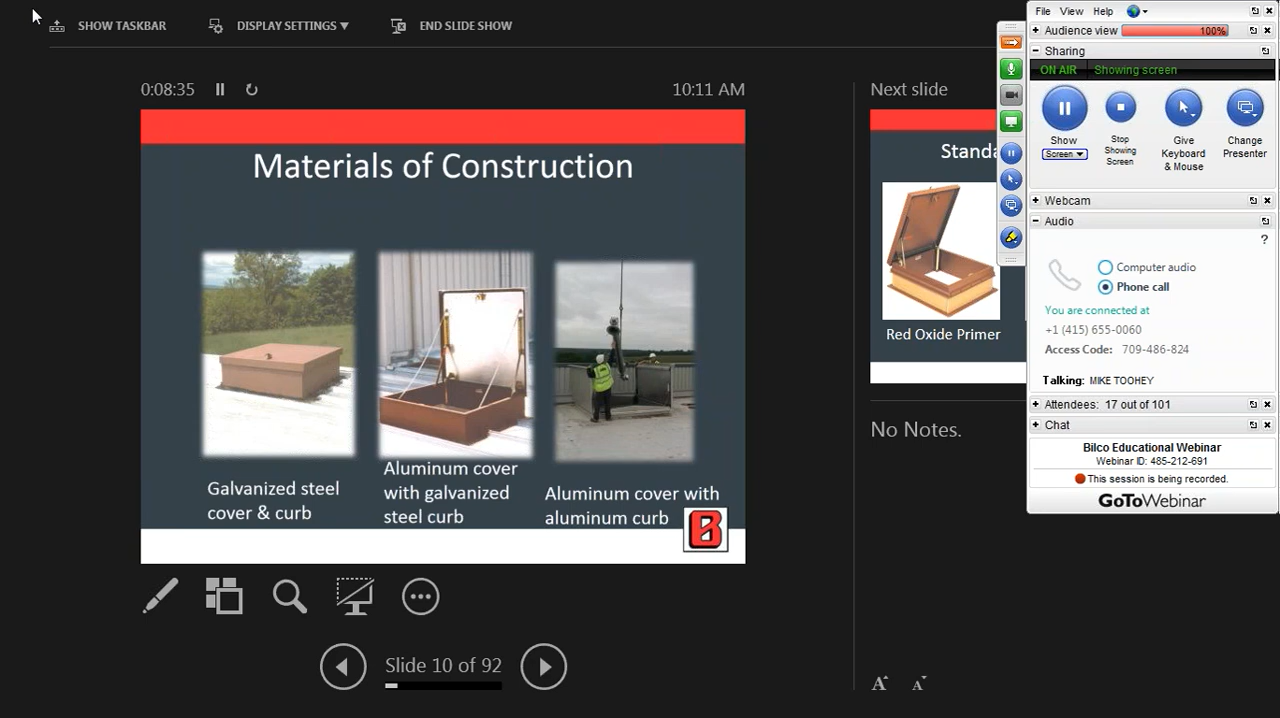 SHOW TASKBAR
DISPLAY SETTINGS
END SLIDE SHOW
0:08:35
10:11 AM
Materials of Construction
Galvanized steel
cover & curb
Aluminum cover
with galvanized
steel curb
Aluminum cover with
aluminum curb
B
Slide 10 of 92
Next slide
Red Oxide Primer
No Notes.
A A
File View Help
Audience view 100%
Sharing
ON AIR Showing screen
Show
Screen
Stop
Showing
Screen
Give
Keyboard
& Mouse
Change
Presenter
Webcam
Audio
?
Computer audio
Phone call
You are connected at
+1 (415) 655-0060
Access Code: 709-486-824
Talking: MIKE TOOHEY
Attendees: 17 out of 101
Chat
Bilco Educational Webinar
Webinar ID: 485-212-691
This session is being recorded.
GoToWebinar